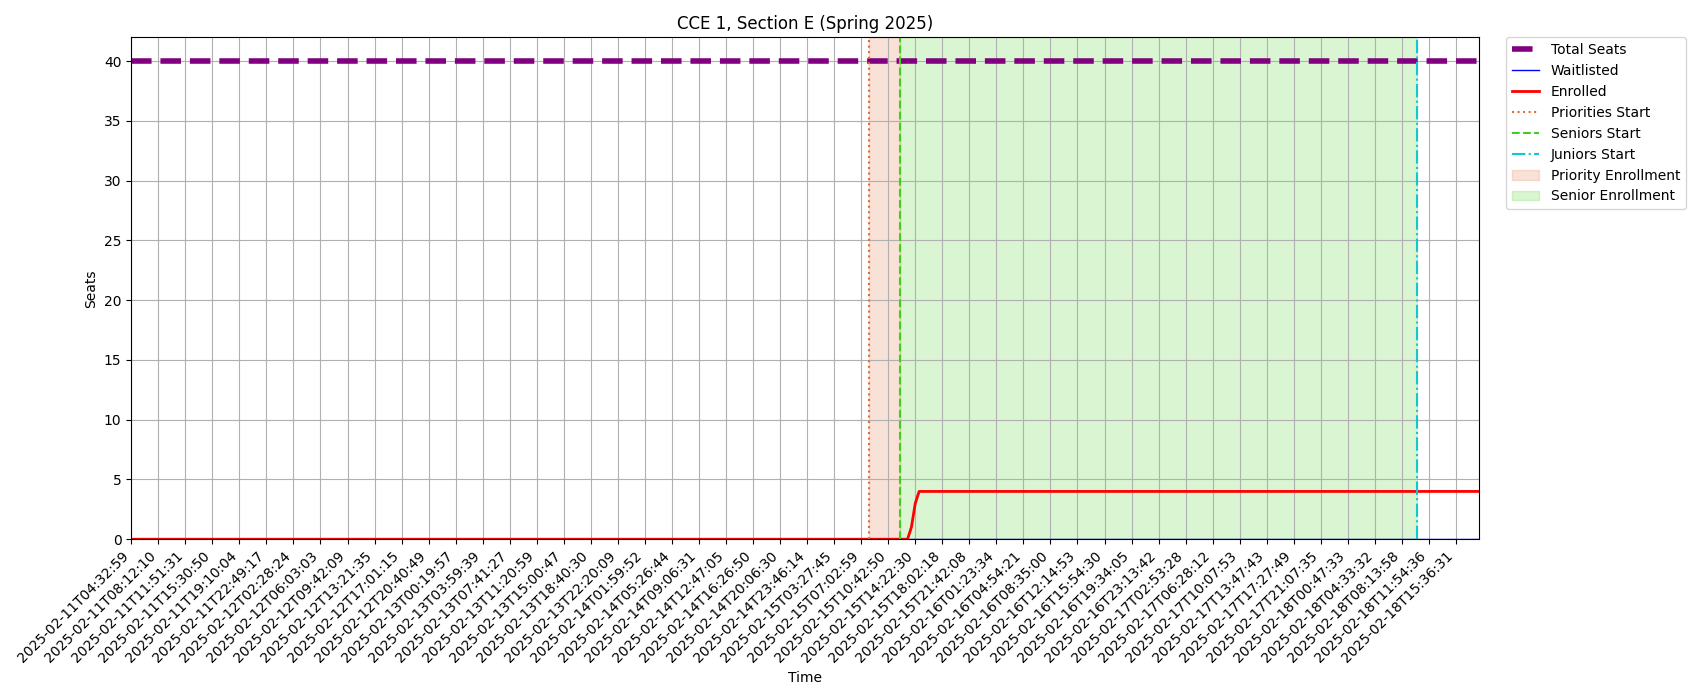 CCE 1, Section E (Spring 2025)
Seats
40
35
30
25
20
15
10
5
0
2025-02-11T04:32:59
2025-02-11T08:12:10
2025-02-11T11:51:31
2025-02-11T15:30:50
2025-02-11T19:10:04
2025-02-11T22:49:17
2025-02-12T02:28:24
2025-02-12T06:03:03
2025-02-12T09:42:09
2025-02-12T13:21:35
2025-02-12T17:01:15
2025-02-12T20:40:49
2025-02-13T00:19:57
2025-02-13T03:59:39
2025-02-13T07:41:27
2025-02-13T11:20:59
2025-02-13T15:00:47
2025-02-13T18:40:30
2025-02-13T22:20:09
2025-02-14T01:59:52
2025-02-14T05:26:44
2025-02-14T09:06:31
2025-02-14T12:47:05
2025-02-14T16:26:50
2025-02-14T20:06:30
2025-02-14T23:46:14
2025-02-15T03:27:45
2025-02-15T07:02:59
2025-02-15T10:42:50
2025-02-15T14:22:30
2025-02-15T18:02:18
2025-02-15T21:42:08
2025-02-16T01:23:34
2025-02-16T04:54:21
2025-02-16T08:35:00
2025-02-16T12:14:53
2025-02-16T15:54:30
2025-02-16T19:34:05
2025-02-16T23:13:42
2025-02-17T02:53:28
2025-02-17T06:28:12
2025-02-17T10:07:53
2025-02-17T13:47:43
2025-02-17T17:27:49
2025-02-17T21:07:35
2025-02-18T00:47:33
2025-02-18T04:33:32
2025-02-18T08:13:58
2025-02-18T11:54:36
2025-02-18T15:36:31
Time
Total Seats
Waitlisted
Enrolled
Priorities Start
Seniors Start
Juniors Start
Priority Enrollment
Senior Enrollment